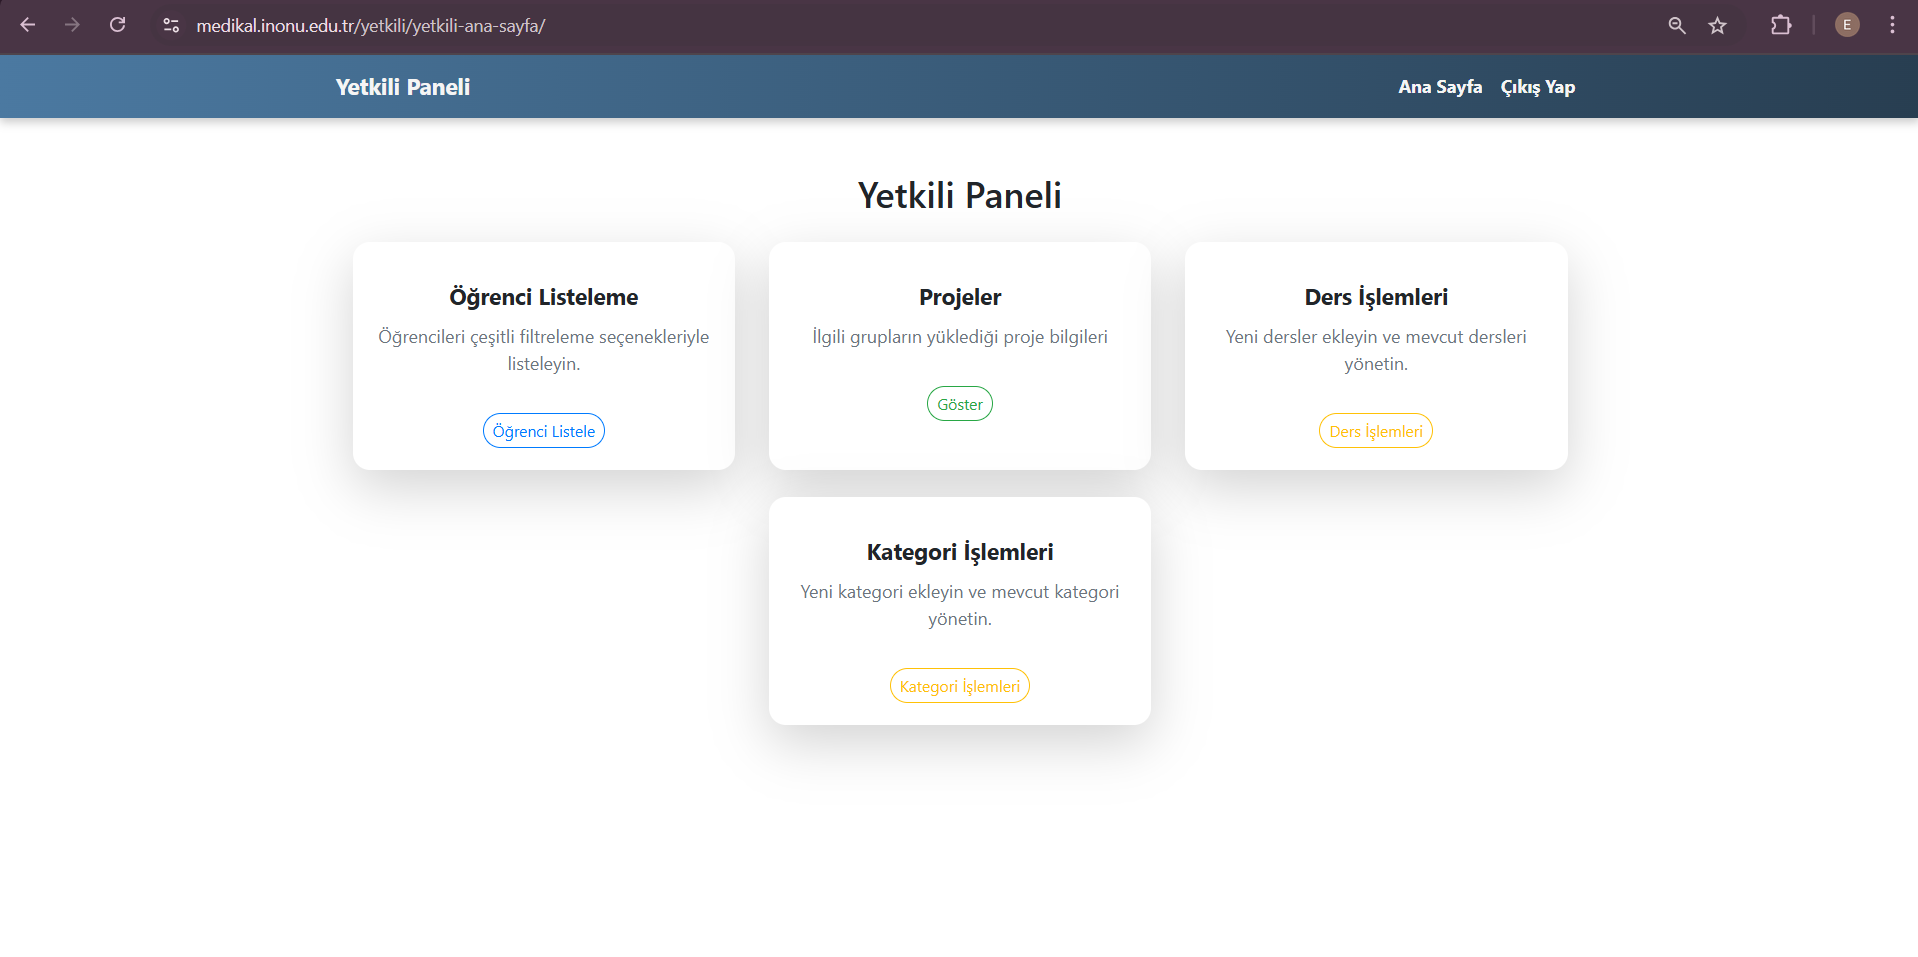 medikal.inonu.edu.tr/yetkili/yetkili-ana-sayfa/
E
Yetkili Paneli
Ana Sayfa
Çıkış Yap
Yetkili Paneli
Öğrenci Listeleme
Öğrencileri çeşitli filtreleme seçenekleriyle
listeleyin.
Öğrenci Listele
Projeler
İlgili grupların yüklediği proje bilgileri
Göster
Ders İşlemleri
Yeni dersler ekleyin ve mevcut dersleri
yönetin.
Ders İşlemleri
Kategori İşlemleri
Yeni kategori ekleyin ve mevcut kategori
yönetin.
Kategori İşlemleri